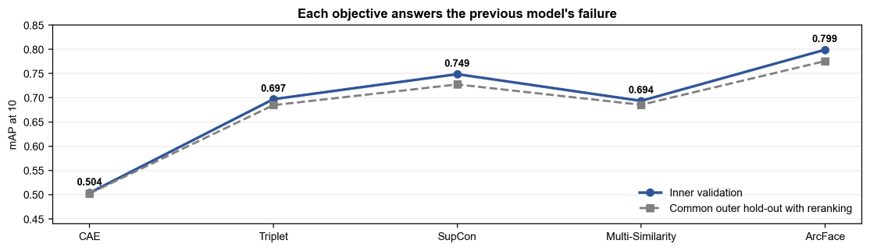 Each objective answers the previous model's failure
mAP at 10
0.85
0.80
0.75
0.70
0.65
0.60
0.55
0.50
0.45
0.504
0.697
0.749
0.694
0.799
Inner validation
Common outer hold-out with reranking
CAE
Triplet
SupCon
Multi-Similarity
ArcFace